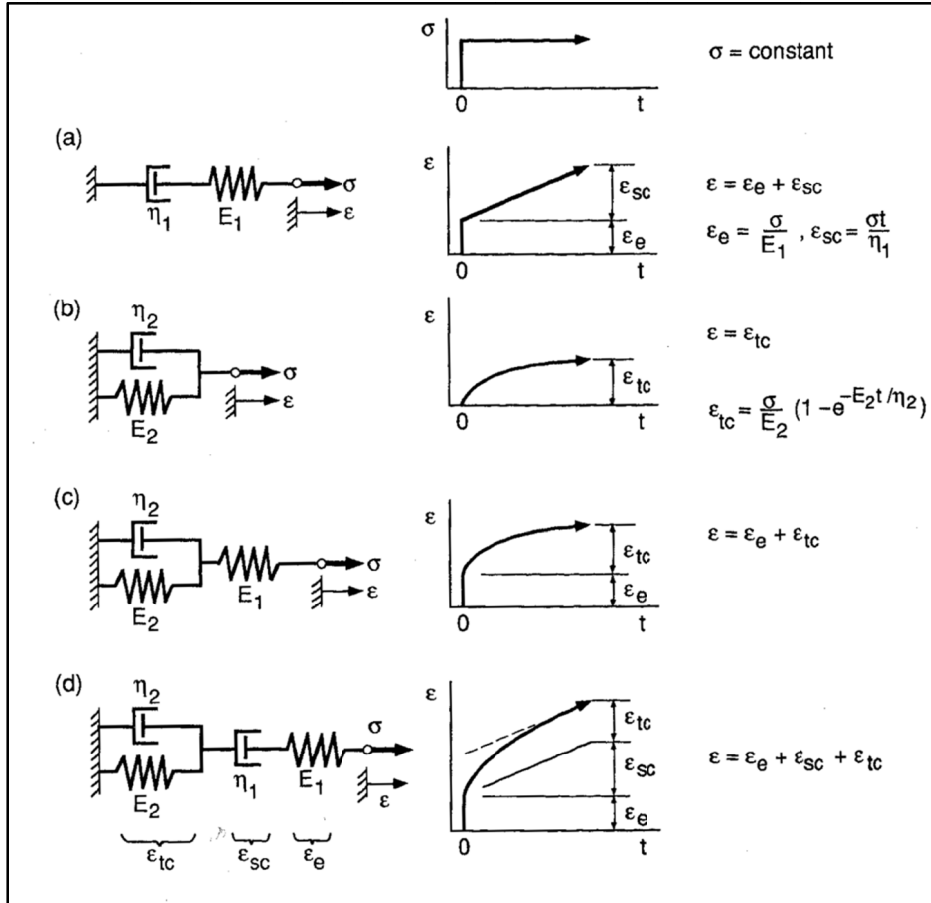 σ
σ = constant
0
t
(a)
η₁
E₁
σ
ε
ε
εsc
εe
0
t
ε = εe + εsc
εe = σ/E₁ , εsc = σt/η₁
(b)
η₂
E₂
σ
ε
ε
εtc
0
t
ε = εtc
εtc = σ/E₂ (1 – e^–E₂t/η₂)
(c)
η₂
E₂
E₁
σ
ε
ε
εtc
εe
0
t
ε = εe + εtc
(d)
η₂
E₂
η₁
E₁
σ
ε
εtc
εsc
εe
ε
εtc
εsc
εe
0
t
ε = εe + εsc + εtc